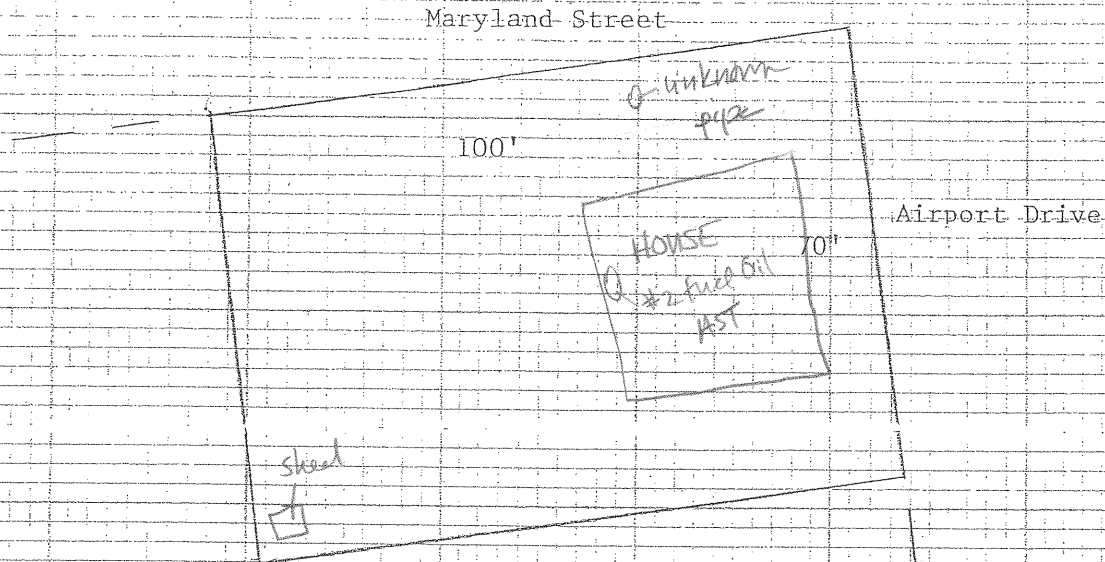 Maryland Street
unknown
pipe
100'
Airport Drive
HOUSE
70'
#2 Fuel Oil
AST
shed